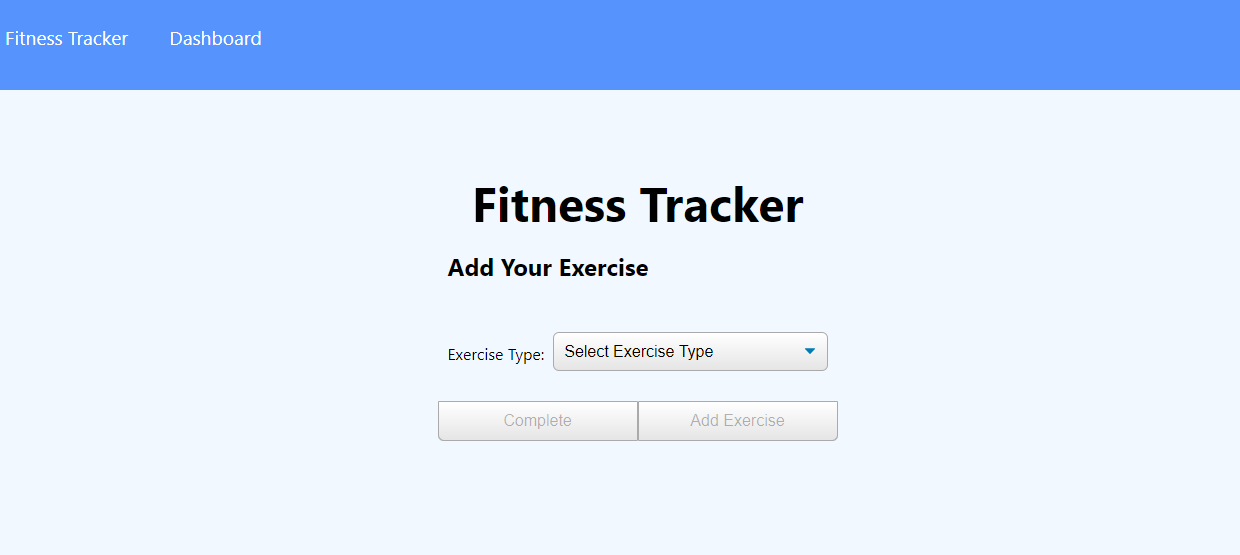 Fitness Tracker Dashboard
Fitness Tracker
Add Your Exercise
Exercise Type: Select Exercise Type
Complete Add Exercise